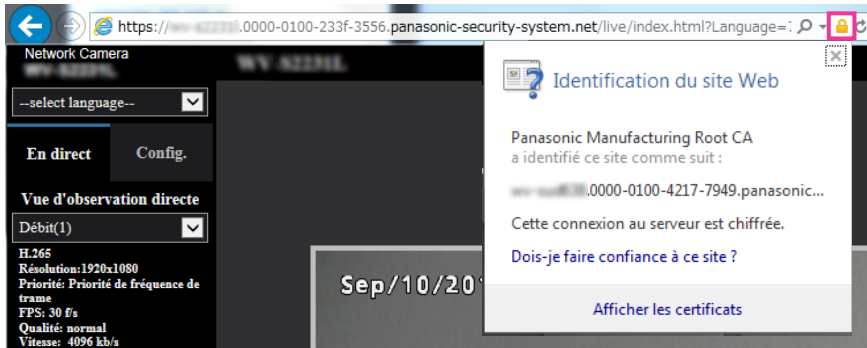 https://.0000-0100-233f-3556.panasonic-security-system.net/live/index.html?Language=
Network Camera
--select language--
En direct
Config.
Vue d'observation directe
Débit(1)
H.265
Résolution:1920x1080
Priorité: Priorité de fréquence de
trame
FPS: 30 f/s
Qualité: normal
Vitesse: 4096 kb/s
Sep/10/20
Identification du site Web
Panasonic Manufacturing Root CA
a identifié ce site comme suit :
.0000-0100-4217-7949.panasonic...
Cette connexion au serveur est chiffrée.
Dois-je faire confiance à ce site ?
Afficher les certificats